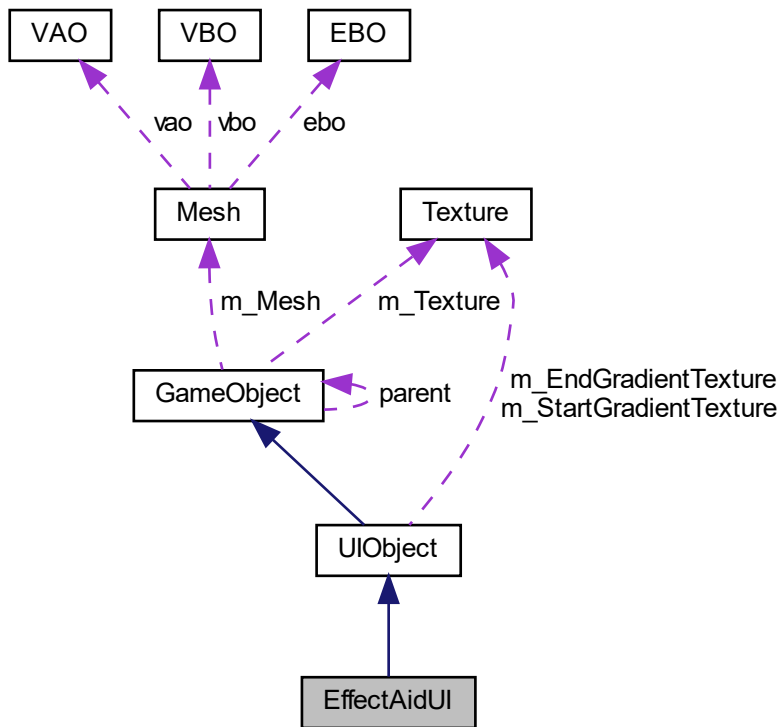 VAO
VBO
EBO
vao
vbo
ebo
Mesh
Texture
m_Mesh
m_Texture
GameObject
parent
m_EndGradientTexture
m_StartGradientTexture
UIObject
EffectAidUI